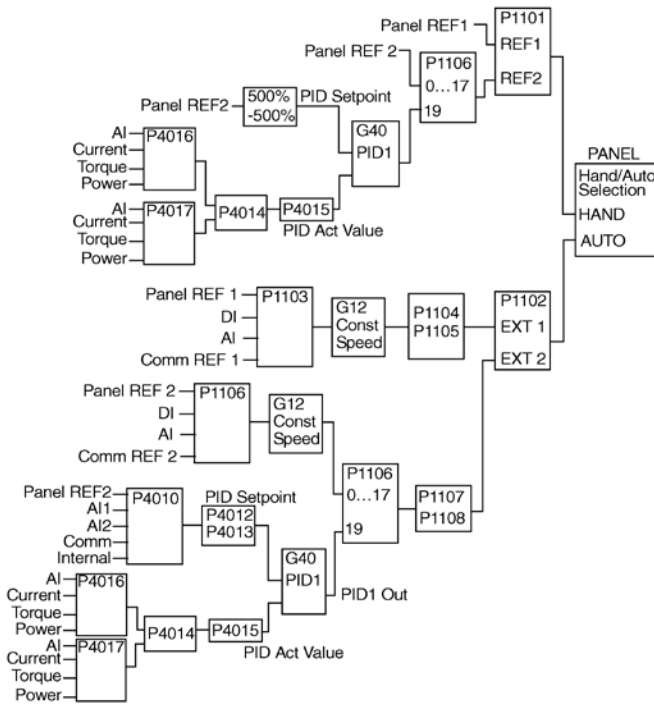 Panel REF1
P1101
REF1
REF2
Panel REF 2
P1106
0...17
19
Panel REF2
500%
-500%
PID Setpoint
G40
PID1
AI
Current
Torque
Power
P4016
AI
Current
Torque
Power
P4017
P4014
P4015
PID Act Value
PANEL
Hand/Auto
Selection
HAND
AUTO
Panel REF 1
DI
AI
Comm REF 1
P1103
G12
Const
Speed
P1104
P1105
P1102
EXT 1
EXT 2
Panel REF 2
DI
AI
Comm REF 2
P1106
G12
Const
Speed
P1106
0...17
19
P1107
P1108
Panel REF2
AI1
AI2
Comm
Internal
P4010
PID Setpoint
P4012
P4013
G40
PID1
PID1 Out
AI
Current
Torque
Power
P4016
AI
Current
Torque
Power
P4017
P4014
P4015
PID Act Value